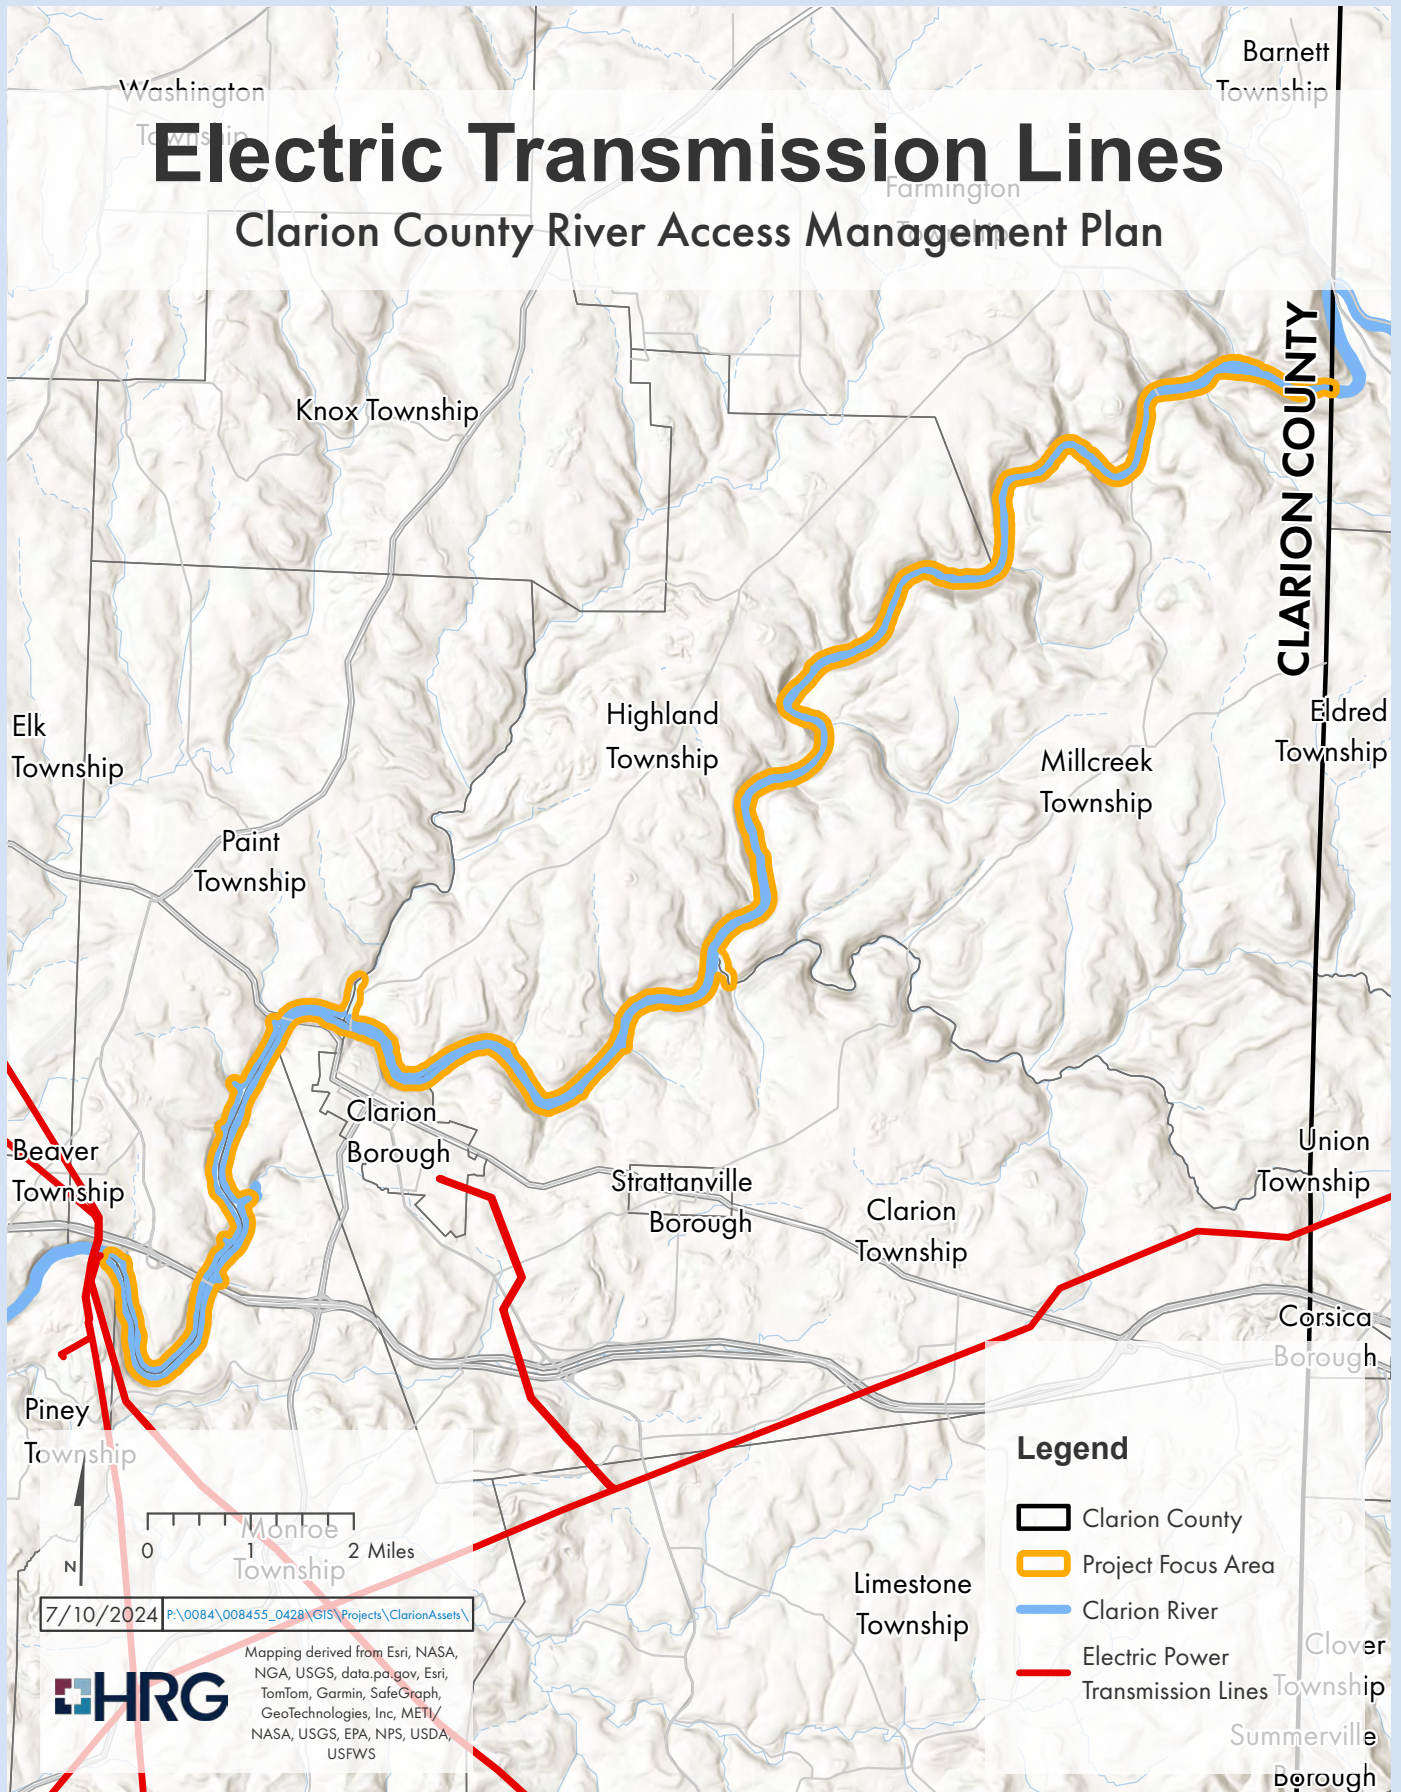 Barnett
Township
Washington
Township
Electric Transmission Lines
Farmington
Township
Clarion County River Access Management Plan
CLARION COUNTY
Knox Township
Elk
Township
Highland
Township
Eldred
Township
Millcreek
Township
Paint
Township
Clarion
Borough
Beaver
Township
Strattanville
Borough
Clarion
Township
Union
Township
Corsica
Borough
Piney
Township
Monroe
Township
0 1 2 Miles
N
7/10/2024 P:\0084\008455_0428\GIS\Projects\ClarionAssets\
HRG
Mapping derived from Esri, NASA,
NGA, USGS, data.pa.gov, Esri,
TomTom, Garmin, SafeGraph,
GeoTechnologies, Inc, METI/
NASA, USGS, EPA, NPS, USDA,
USFWS
Limestone
Township
Legend
Clarion County
Project Focus Area
Clarion River
Electric Power
Transmission Lines
Clover
Township
Summerville
Borough